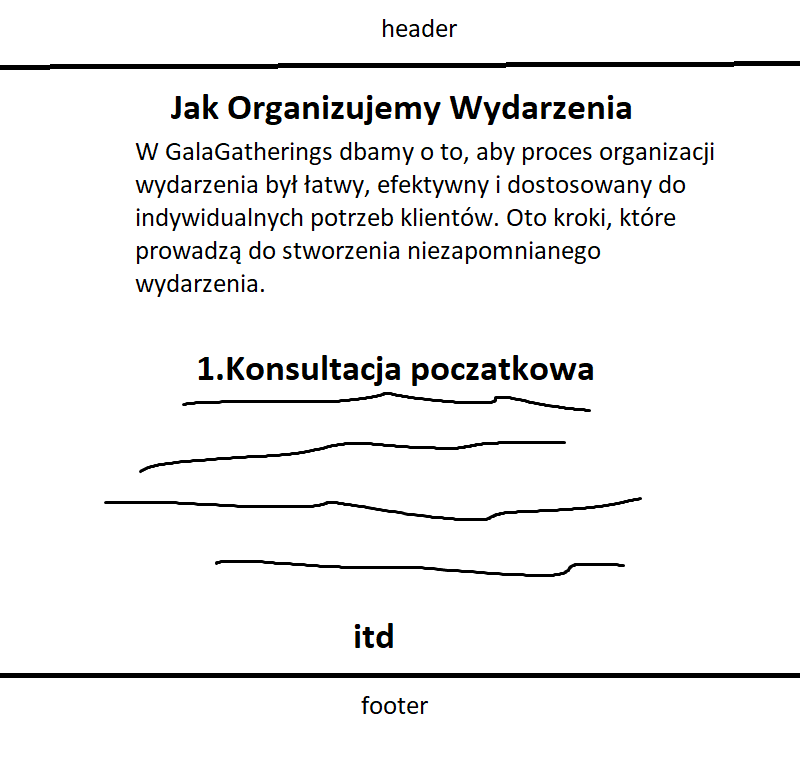 header
Jak Organizujemy Wydarzenia
W GalaGatherings dbamy o to, aby proces organizacji
wydarzenia był łatwy, efektywny i dostosowany do
indywidualnych potrzeb klientów. Oto kroki, które
prowadzą do stworzenia niezapomnianego
wydarzenia.
1.Konsultacja poczatkowa
itd
footer